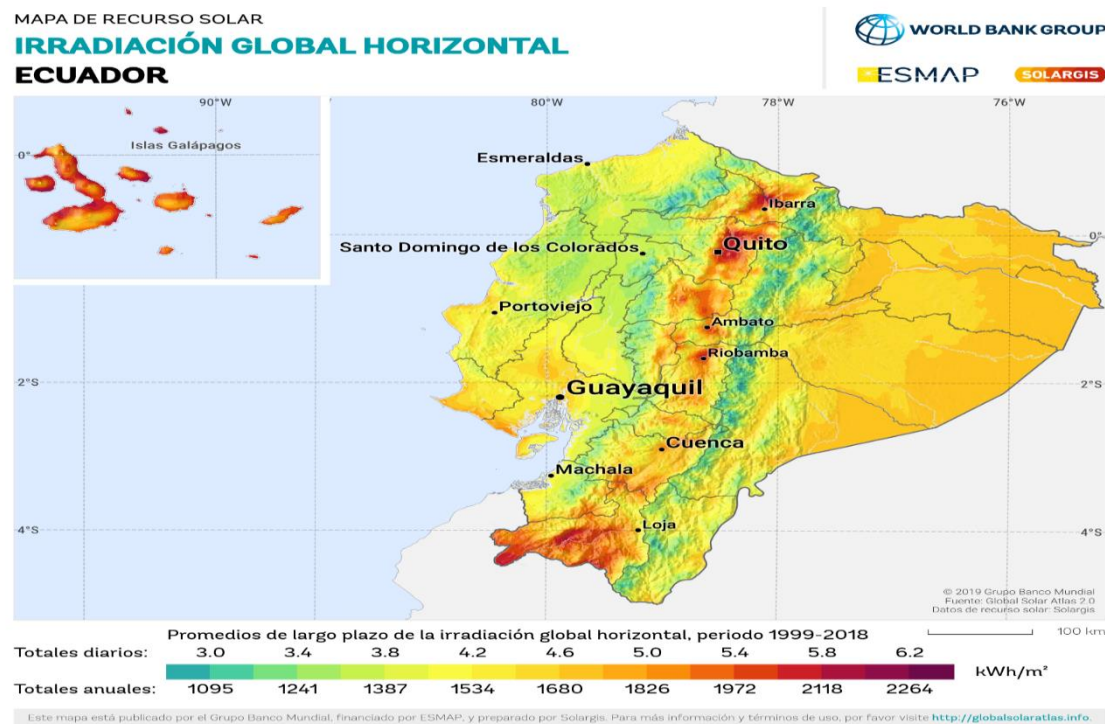 MAPA DE RECURSO SOLAR
IRRADIACIÓN GLOBAL HORIZONTAL
ECUADOR
WORLD BANK GROUP
ESMAP
SOLARGIS
90°W
0°
Islas Galápagos
80°W
78°W
76°W
Esmeraldas
Ibarra
0°
Santo Domingo de los Colorados
Quito
Portoviejo
Ambato
Riobamba
2°S
2°S
Guayaquil
Cuenca
Machala
4°S
Loja
4°S
© 2019 Grupo Banco Mundial
Fuente: Global Solar Atlas 2.0
Datos de recurso solar: Solargis
Promedios de largo plazo de la irradiación global horizontal, periodo 1999-2018
100 km
Totales diarios: 3.0 3.4 3.8 4.2 4.6 5.0 5.4 5.8 6.2
kWh/m²
Totales anuales: 1095 1241 1387 1534 1680 1826 1972 2118 2264
Este mapa está publicado por el Grupo Banco Mundial, financiado por ESMAP, y preparado por Solargis. Para más información y términos de uso, por favor visite http://globalsolaratlas.info.